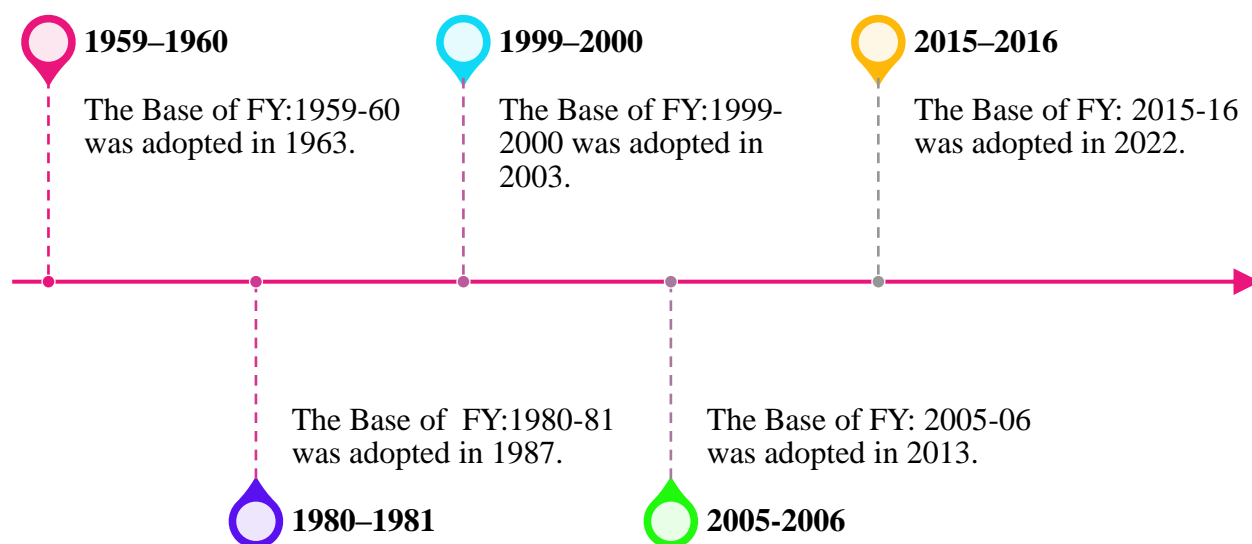 1959–1960
The Base of FY:1959-60
was adopted in 1963.
1999–2000
The Base of FY:1999-
2000 was adopted in
2003.
2015–2016
The Base of FY: 2015-16
was adopted in 2022.
The Base of  FY:1980-81
was adopted in 1987.
1980–1981
The Base of FY: 2005-06
was adopted in 2013.
2005-2006